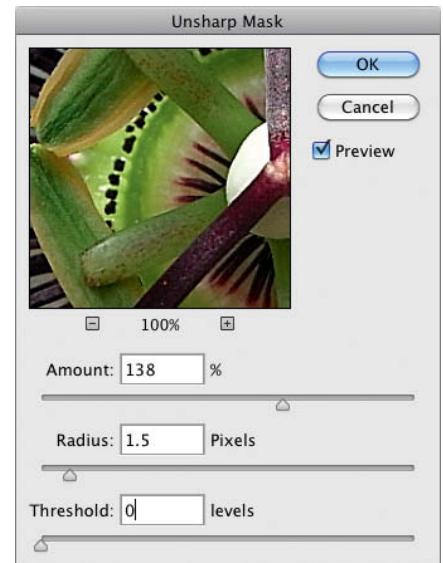 Unsharp Mask
OK
Cancel
Preview
100%
Amount: 138 %
Radius: 1.5 Pixels
Threshold: 0 levels